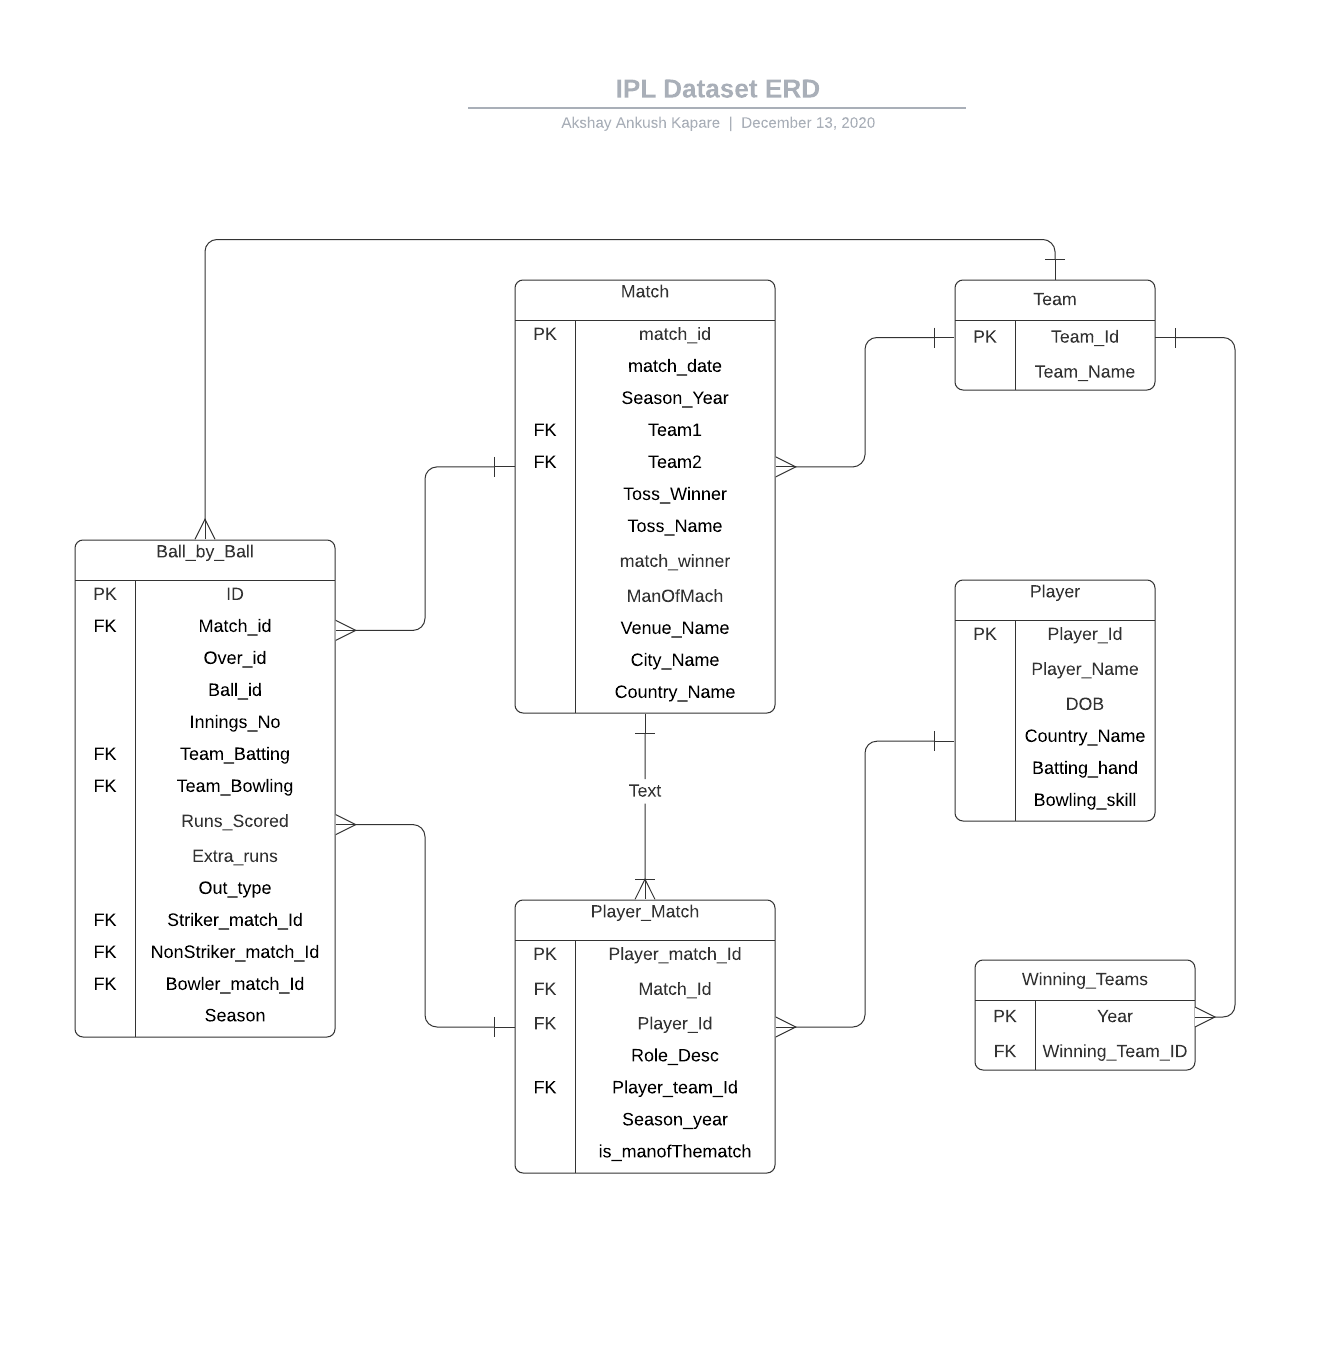 IPL Dataset ERD
Akshay Ankush Kapare | December 13, 2020
Match
PK match_id
match_date
Season_Year
FK Team1
FK Team2
Toss_Winner
Toss_Name
match_winner
ManOfMach
Venue_Name
City_Name
Country_Name
Team
PK Team_Id
Team_Name
Ball_by_Ball
PK ID
FK Match_id
Over_id
Ball_id
Innings_No
FK Team_Batting
FK Team_Bowling
Runs_Scored
Extra_runs
Out_type
FK Striker_match_Id
FK NonStriker_match_Id
FK Bowler_match_Id
Season
Player
PK Player_Id
Player_Name
DOB
Country_Name
Batting_hand
Bowling_skill
Text
Player_Match
PK Player_match_Id
FK Match_Id
FK Player_Id
Role_Desc
FK Player_team_Id
Season_year
is_manofThematch
Winning_Teams
PK Year
FK Winning_Team_ID